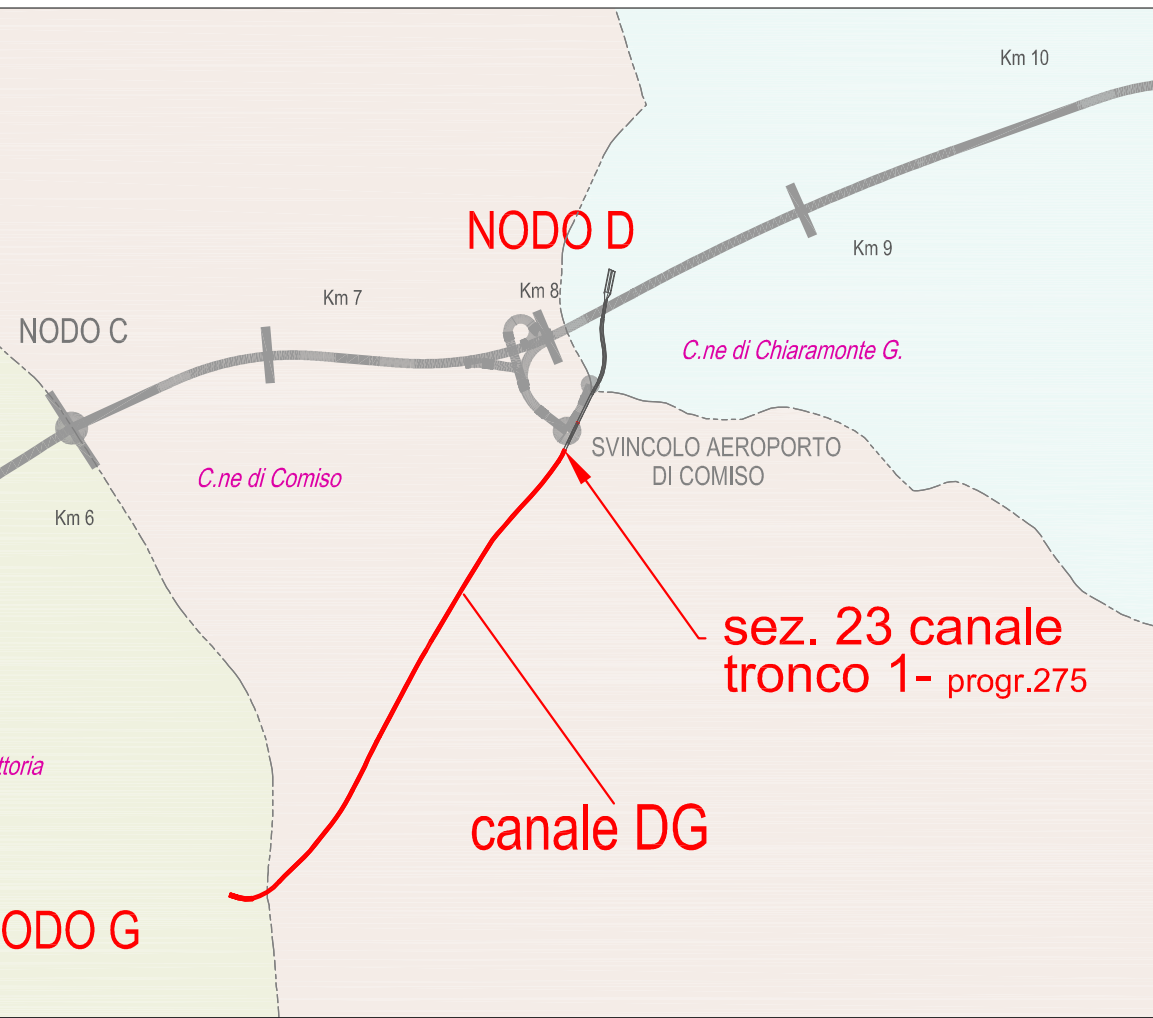 Km 10
NODO D
Km 9
Km 8
Km 7
NODO C
C.ne di Chiaramonte G.
SVINCOLO AEROPORTO
DI COMISO
C.ne di Comiso
Km 6
sez. 23 canale
tronco 1- progr.275
ttoria
canale DG
ODO G